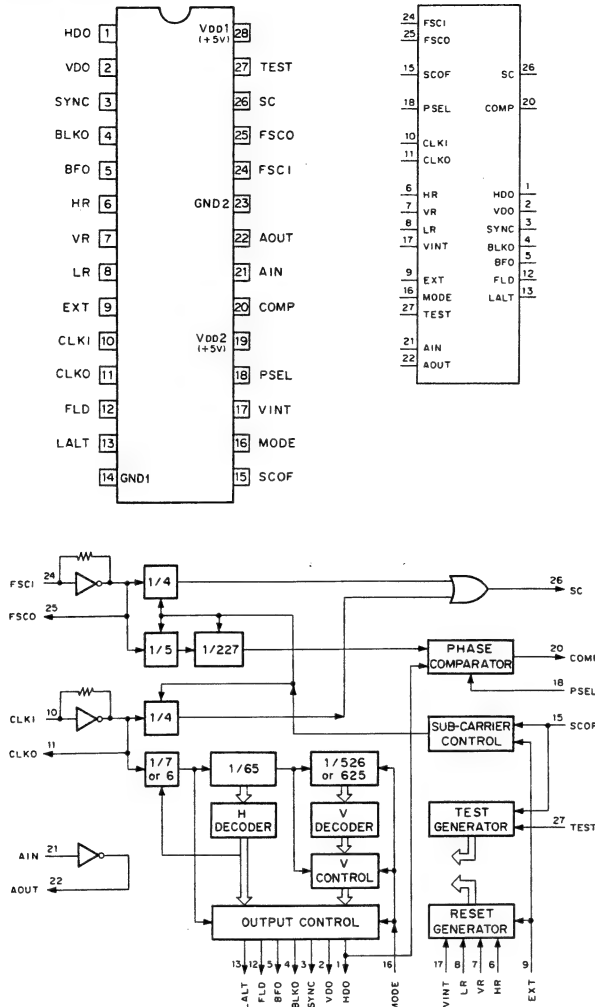 HDO 1
VDO 2
SYNC 3
BLKO 4
BFO 5
HR 6
VR 7
LR 8
EXT 9
CLKI 10
CLKO 11
FLD 12
LALT 13
14 GND1
VDD1 28
(+5V)
27 TEST
26 SC
25 FSCO
24 FSCI
GND2 23
22 AOUT
21 AIN
20 COMP
VDD2 19
(+5V)
18 PSEL
17 VINT
16 MODE
15 SCOF
24 FSCI
25 FSCO
15 SCOF
SC 26
18 PSEL
COMP 20
10 CLKI
11 CLKO
6 HR
7 VR
8 LR
17 VINT
HDO 1
VDO 2
SYNC 3
BLKO 4
BFO 5
9 EXT
FLD 12
16 MODE
LALT 13
27 TEST
21 AIN
22 AOUT
FSCI 24
1/4
26 SC
FSCO 25
1/5
1/227
PHASE
COMPARATOR
20 COMP
18 PSEL
CLKI 10
1/4
SUB-CARRIER
CONTROL
15 SCOF
CLKO 11
1/7
or 6
1/65
1/526
or 625
H
DECODER
V
DECODER
TEST
GENERATOR
27 TEST
AIN 21
AOUT 22
V
CONTROL
OUTPUT CONTROL
RESET
GENERATOR
13 12 5 4 3 2 1 16
LALT FLD BFO BLKO SYNC VDO HDO MODE
17 8 7 6 9
VINT LR VR HR EXT